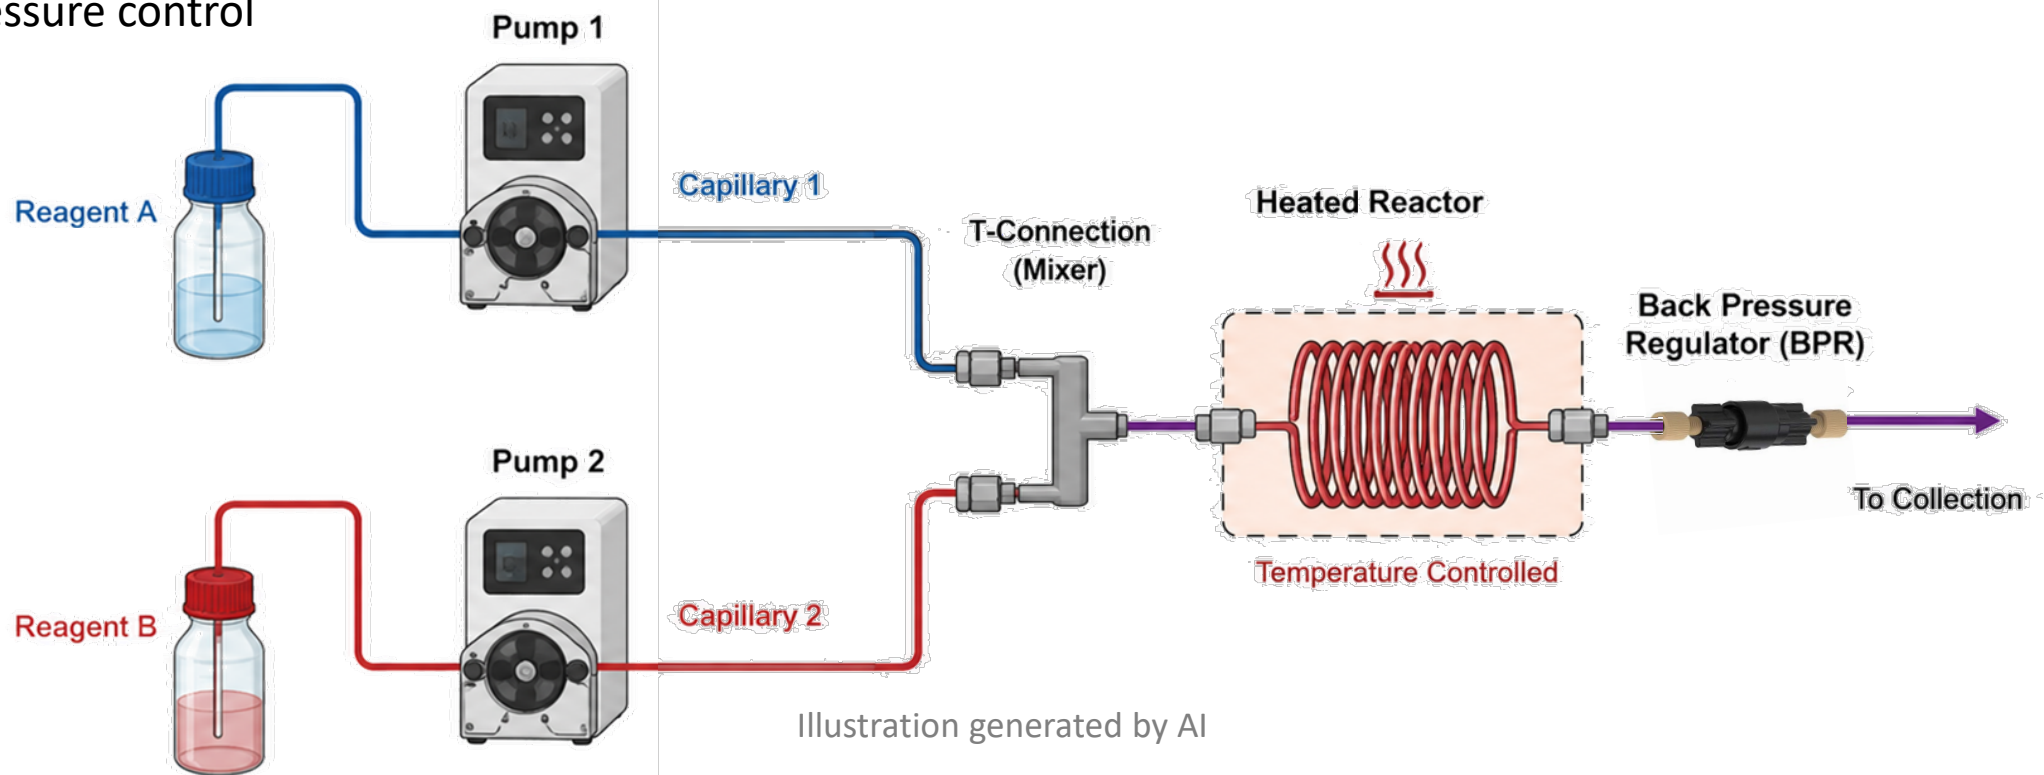 essure control
Pump 1
Reagent A
Capillary 1
T-Connection
(Mixer)
Heated Reactor
Back Pressure
Regulator (BPR)
To Collection
Temperature Controlled
Pump 2
Reagent B
Capillary 2
Illustration generated by AI